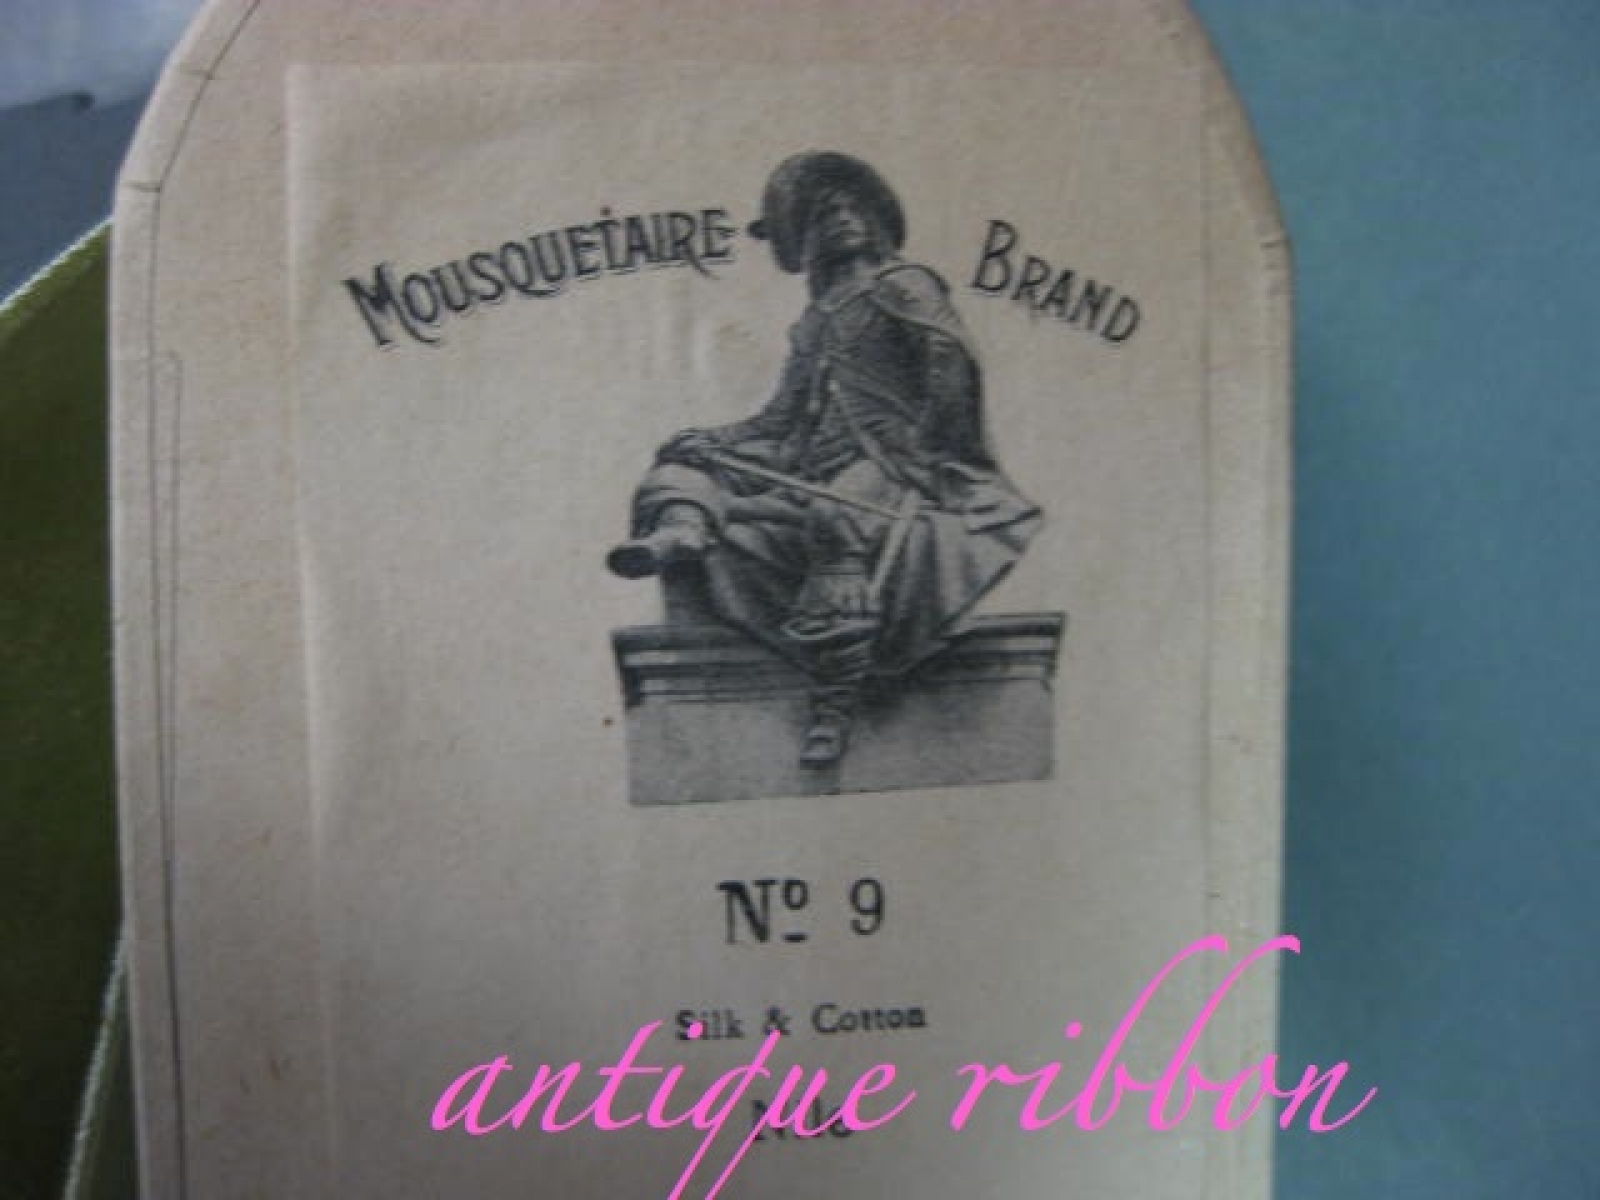 MOUSQUETAIRE BRAND
Nº 9
Silk & Cotton
antique ribbon